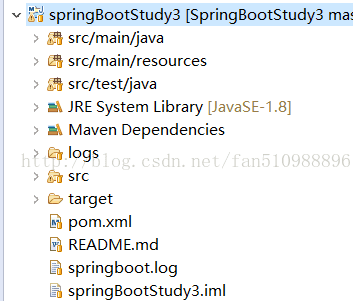 springBootStudy3 [SpringBootStudy3 mas
src/main/java
src/main/resources
src/test/java
JRE System Library [JavaSE-1.8]
Maven Dependencies
logs
http://blog.csdn.net/fan510988896
src
target
pom.xml
README.md
springboot.log
springBootStudy3.iml